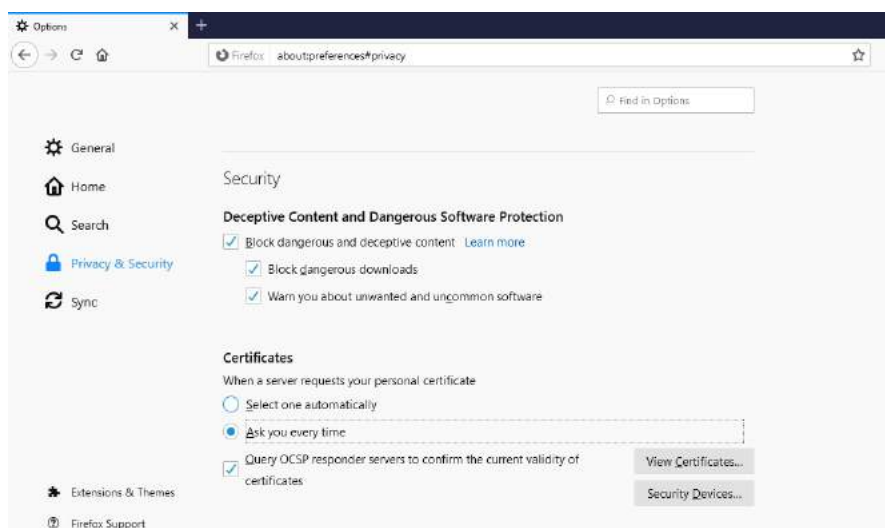 Options
Firefox about:preferences#privacy
Find in Options
General
Home
Search
Privacy & Security
Sync
Extensions & Themes
Firefox Support
Security
Deceptive Content and Dangerous Software Protection
Block dangerous and deceptive content Learn more
Block dangerous downloads
Warn you about unwanted and uncommon software
Certificates
When a server requests your personal certificate
Select one automatically
Ask you every time
Query OCSP responder servers to confirm the current validity of
certificates
View Certificates...
Security Devices...